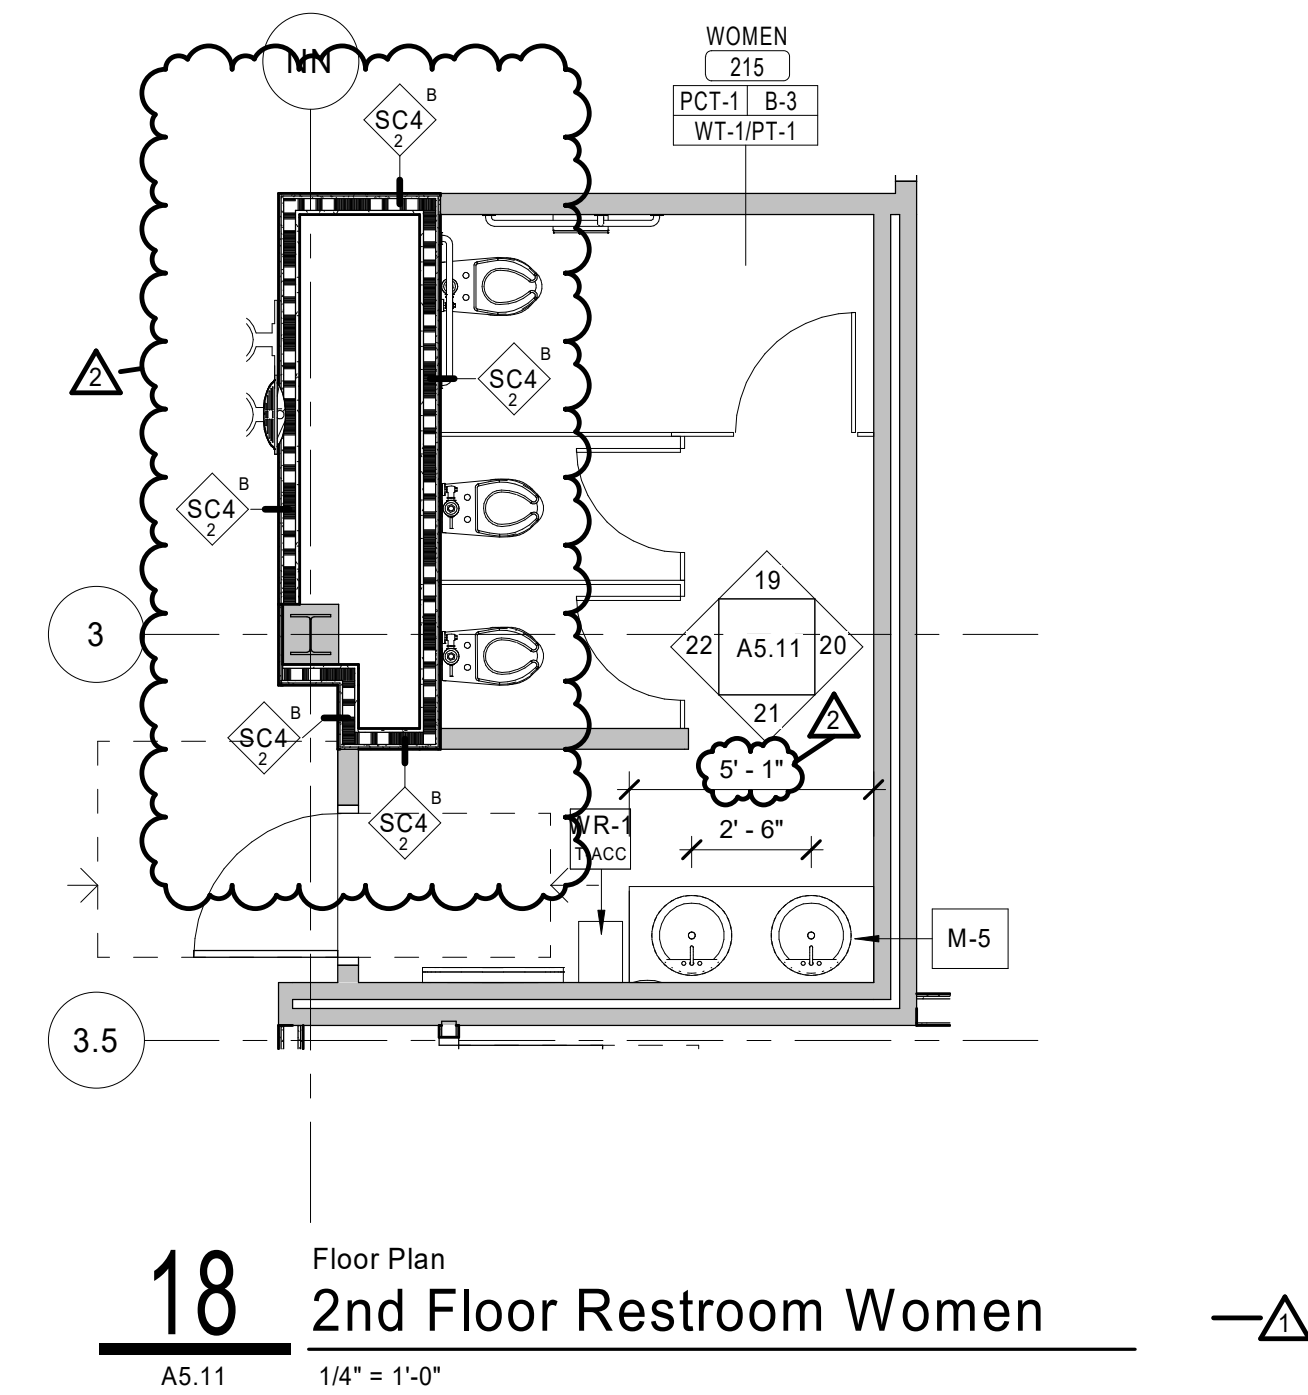 NN
WOMEN
215
PCT-1 B-3
WT-1/PT-1
B
SC4
2
2
B
SC4
2
B
SC4
2
3
19
22 A5.11 20
21
2
B
SC4
2
5' - 1"
B
SC4
2
WR-1
T ACC
2' - 6"
M-5
3.5
18
Floor Plan
2nd Floor Restroom Women
1
A5.11
1/4" = 1'-0"